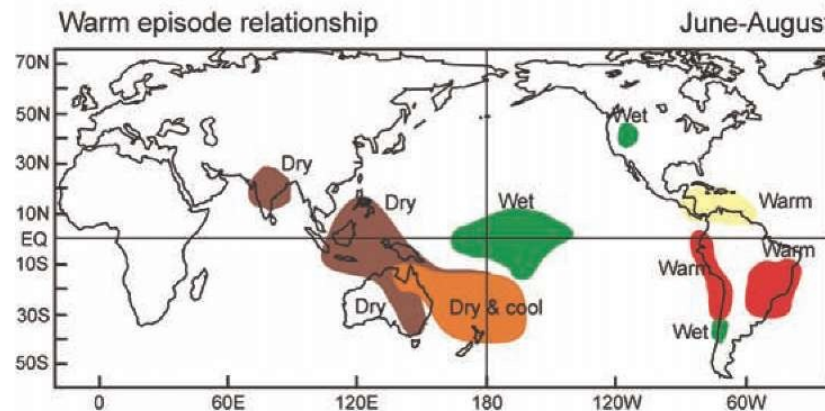 Warm episode relationship
June-August
70N
50N
30N
10N
EQ
10S
30S
50S
Wet
Dry
Dry
Wet
Warm
Warm
Warm
Dry
Dry & cool
Wet
0
60E
120E
180
120W
60W